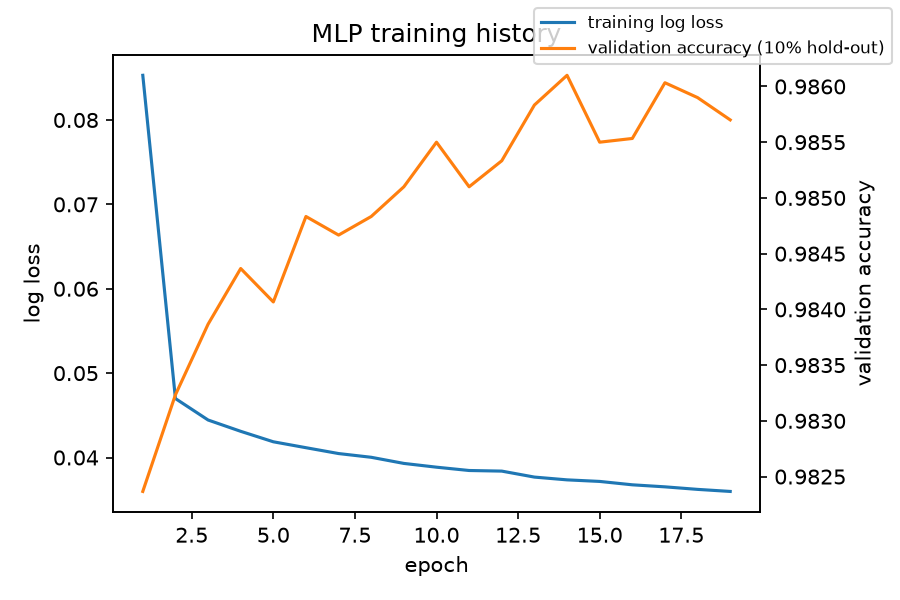 MLP training history
training log loss
validation accuracy (10% hold-out)
log loss
0.08
0.07
0.06
0.05
0.04
0.9860
0.9855
0.9850
0.9845
0.9840
0.9835
0.9830
0.9825
validation accuracy
2.5 5.0 7.5 10.0 12.5 15.0 17.5
epoch